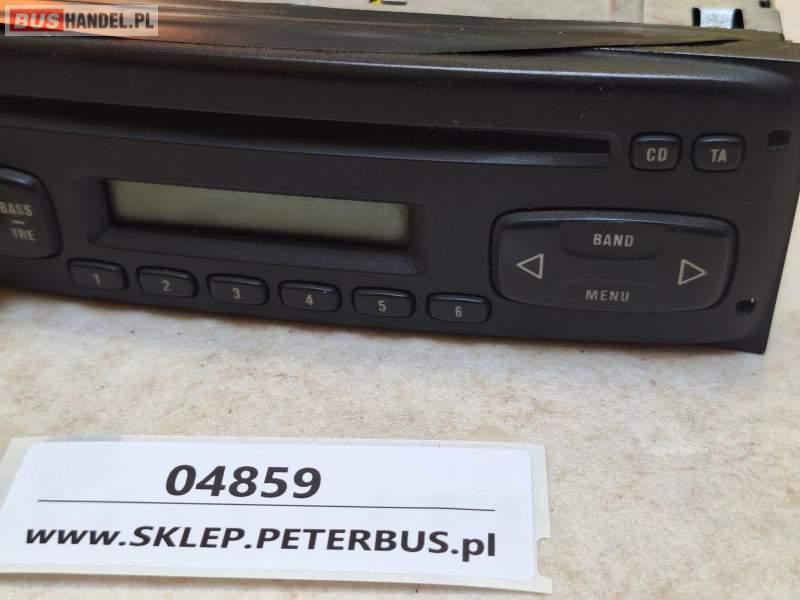 BUSHANDEL.PL
CD TA
BASS
TRE
BAND
MENU
1 2 3 4 5 6
04859
www.SKLEP.PETERBUS.pl